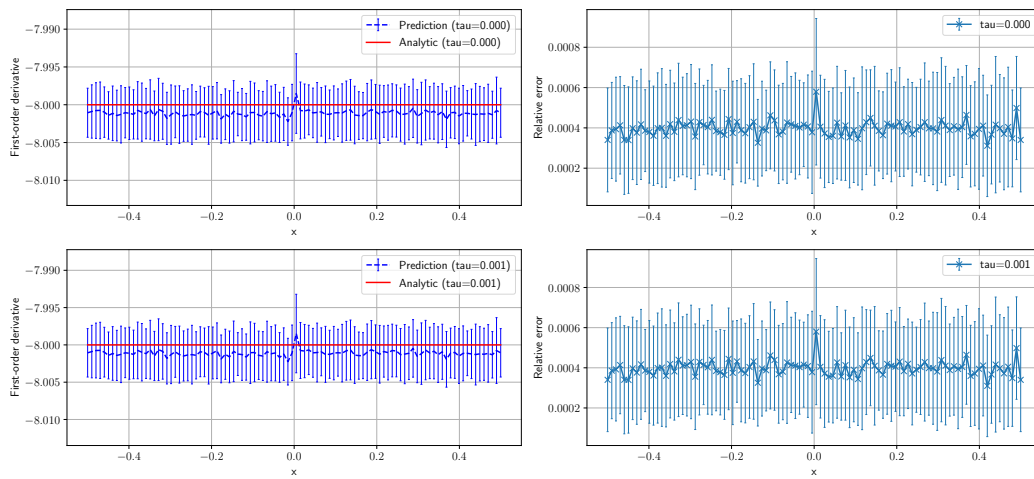 First-order derivative
−7.990
−7.995
−8.000
−8.005
−8.010
Prediction (tau=0.000)
Analytic (tau=0.000)
−0.4
−0.2
0.0
0.2
0.4
x
Relative error
0.0008
0.0006
0.0004
0.0002
tau=0.000
−0.4
−0.2
0.0
0.2
0.4
x
First-order derivative
−7.990
−7.995
−8.000
−8.005
−8.010
Prediction (tau=0.001)
Analytic (tau=0.001)
−0.4
−0.2
0.0
0.2
0.4
x
Relative error
0.0008
0.0006
0.0004
0.0002
tau=0.001
−0.4
−0.2
0.0
0.2
0.4
x